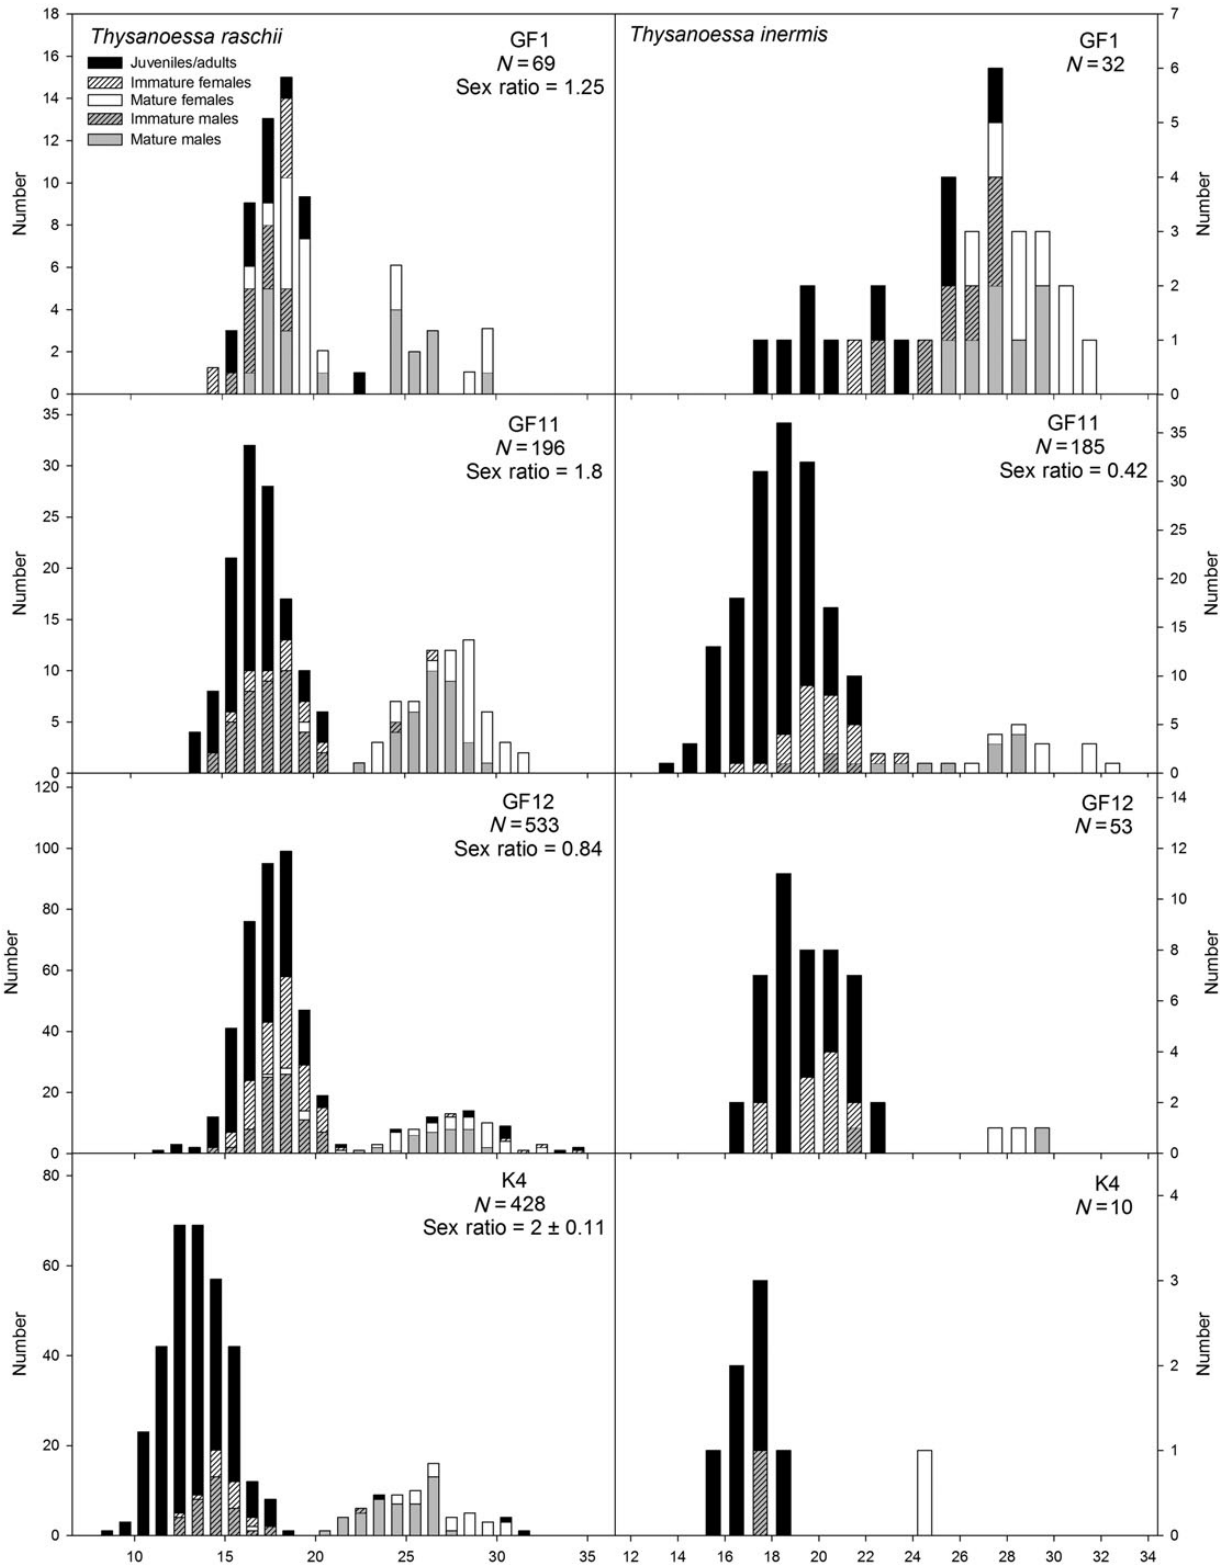 Thysanoessa raschii
Juveniles/adults
Immature females
Mature females
Immature males
Mature males
GF1
N = 69
Sex ratio = 1.25
Number
18
16
14
12
10
8
6
4
2
0
Thysanoessa inermis
GF1
N = 32
7
6
5
4
3
2
1
0
Number
GF11
N = 196
Sex ratio = 1.8
Number
35
30
25
20
15
10
5
0
GF11
N = 185
Sex ratio = 0.42
35
30
25
20
15
10
5
0
Number
GF12
N = 533
Sex ratio = 0.84
Number
120
100
80
60
40
20
0
GF12
N = 53
14
12
10
8
6
4
2
0
Number
K4
N = 428
Sex ratio = 2 ± 0.11
Number
80
60
40
20
0
K4
N = 10
4
3
2
1
0
Number
10 15 20 25 30 35
12 14 16 18 20 22 24 26 28 30 32 34